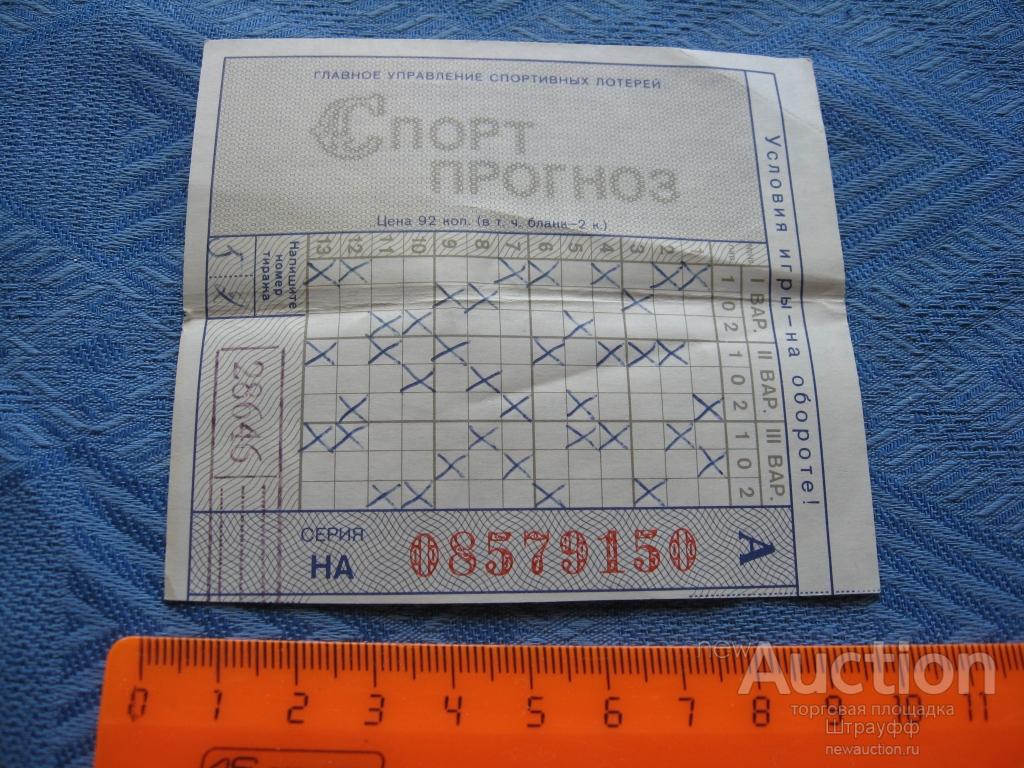 ГЛАВНОЕ УПРАВЛЕНИЕ СПОРТИВНЫХ ЛОТЕРЕЙ
СПОРТ
ПРОГНОЗ
Цена 92 коп. (в т. ч. бланк–2 к.)
Условия игры–на обороте!
Напишите
номер
тиража
13 12 11 10 9 8 7 6 5 4 3 2 1
I ВАР. II ВАР. III ВАР.
1 0 2 1 0 2 1 0 2
СЕРИЯ
НА
08579150
А
0 1 2 3 4 5 6 7 8 9 10 11
newAuction
торговая площадка
Штрауфф
newauction.ru